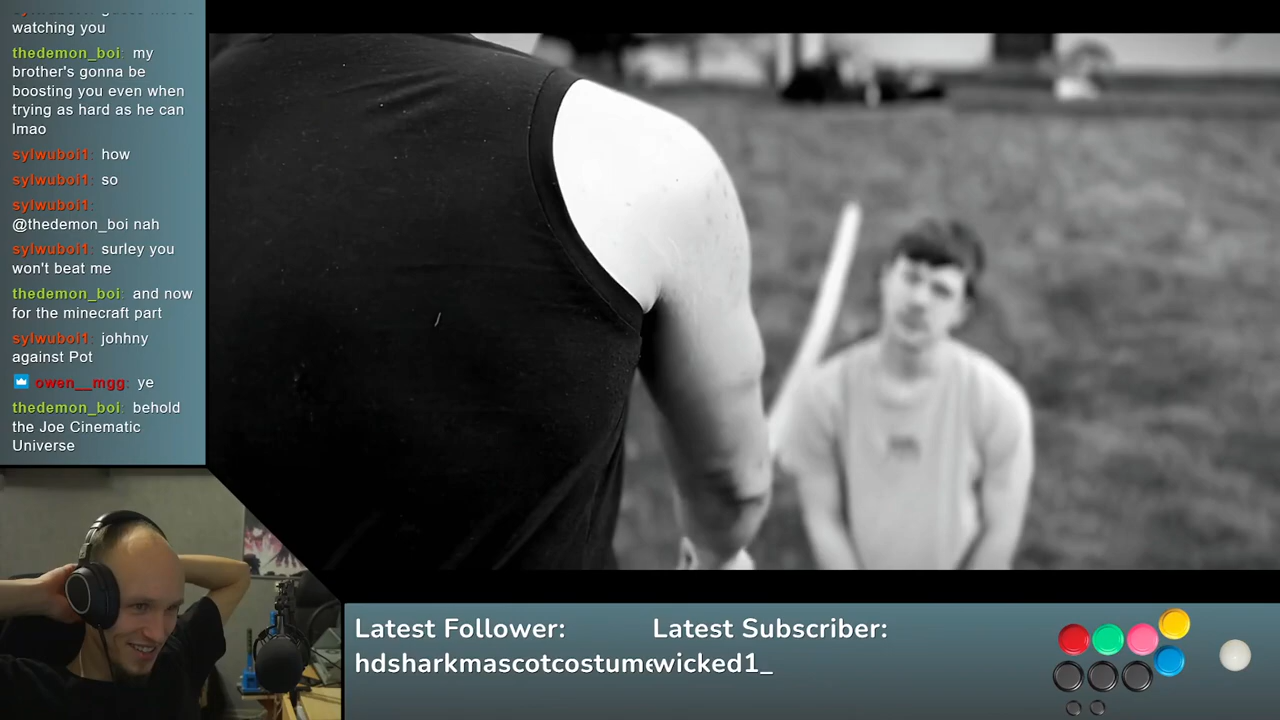 watching you
thedemon_boi: my
brother's gonna be
boosting you even when
trying as hard as he can
lmao
sylwuboi1: how
sylwuboi1: so
sylwuboi1:
@thedemon_boi nah
sylwuboi1: surley you
won't beat me
thedemon_boi: and now
for the minecraft part
sylwuboi1: johhny
against Pot
owen__mgg: ye
thedemon_boi: behold
the Joe Cinematic
Universe
Latest Follower:
hdsharkmascotcostume
Latest Subscriber:
wicked1_